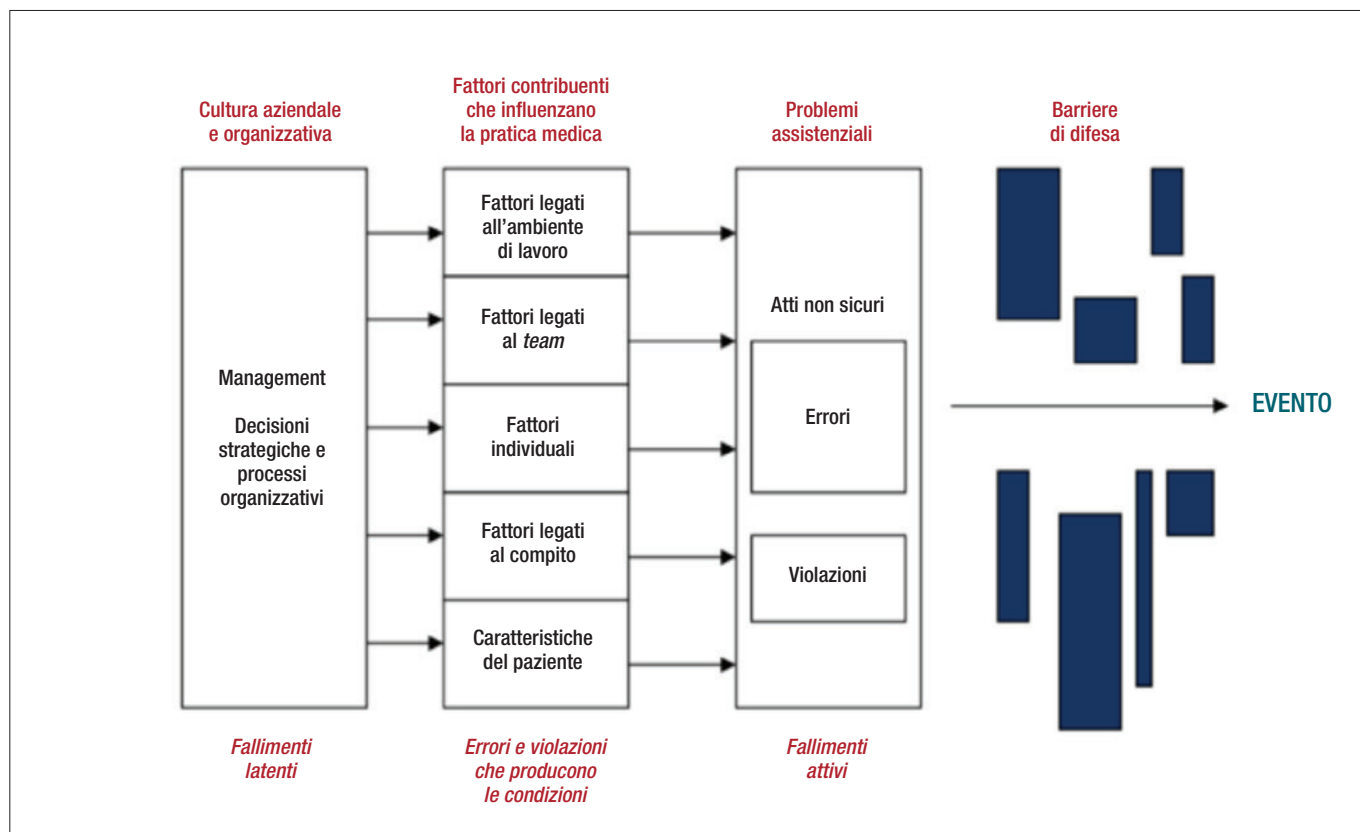 Cultura aziendale
e organizzativa
Fattori contribuenti
che influenzano
la pratica medica
Problemi
assistenziali
Barriere
di difesa
Management
Decisioni
strategiche e
processi
organizzativi
Fattori legati
all'ambiente
di lavoro
Fattori legati
al team
Fattori
individuali
Fattori legati
al compito
Caratteristiche
del paziente
Atti non sicuri
Errori
Violazioni
EVENTO
Fallimenti
latenti
Errori e violazioni
che producono
le condizioni
Fallimenti
attivi